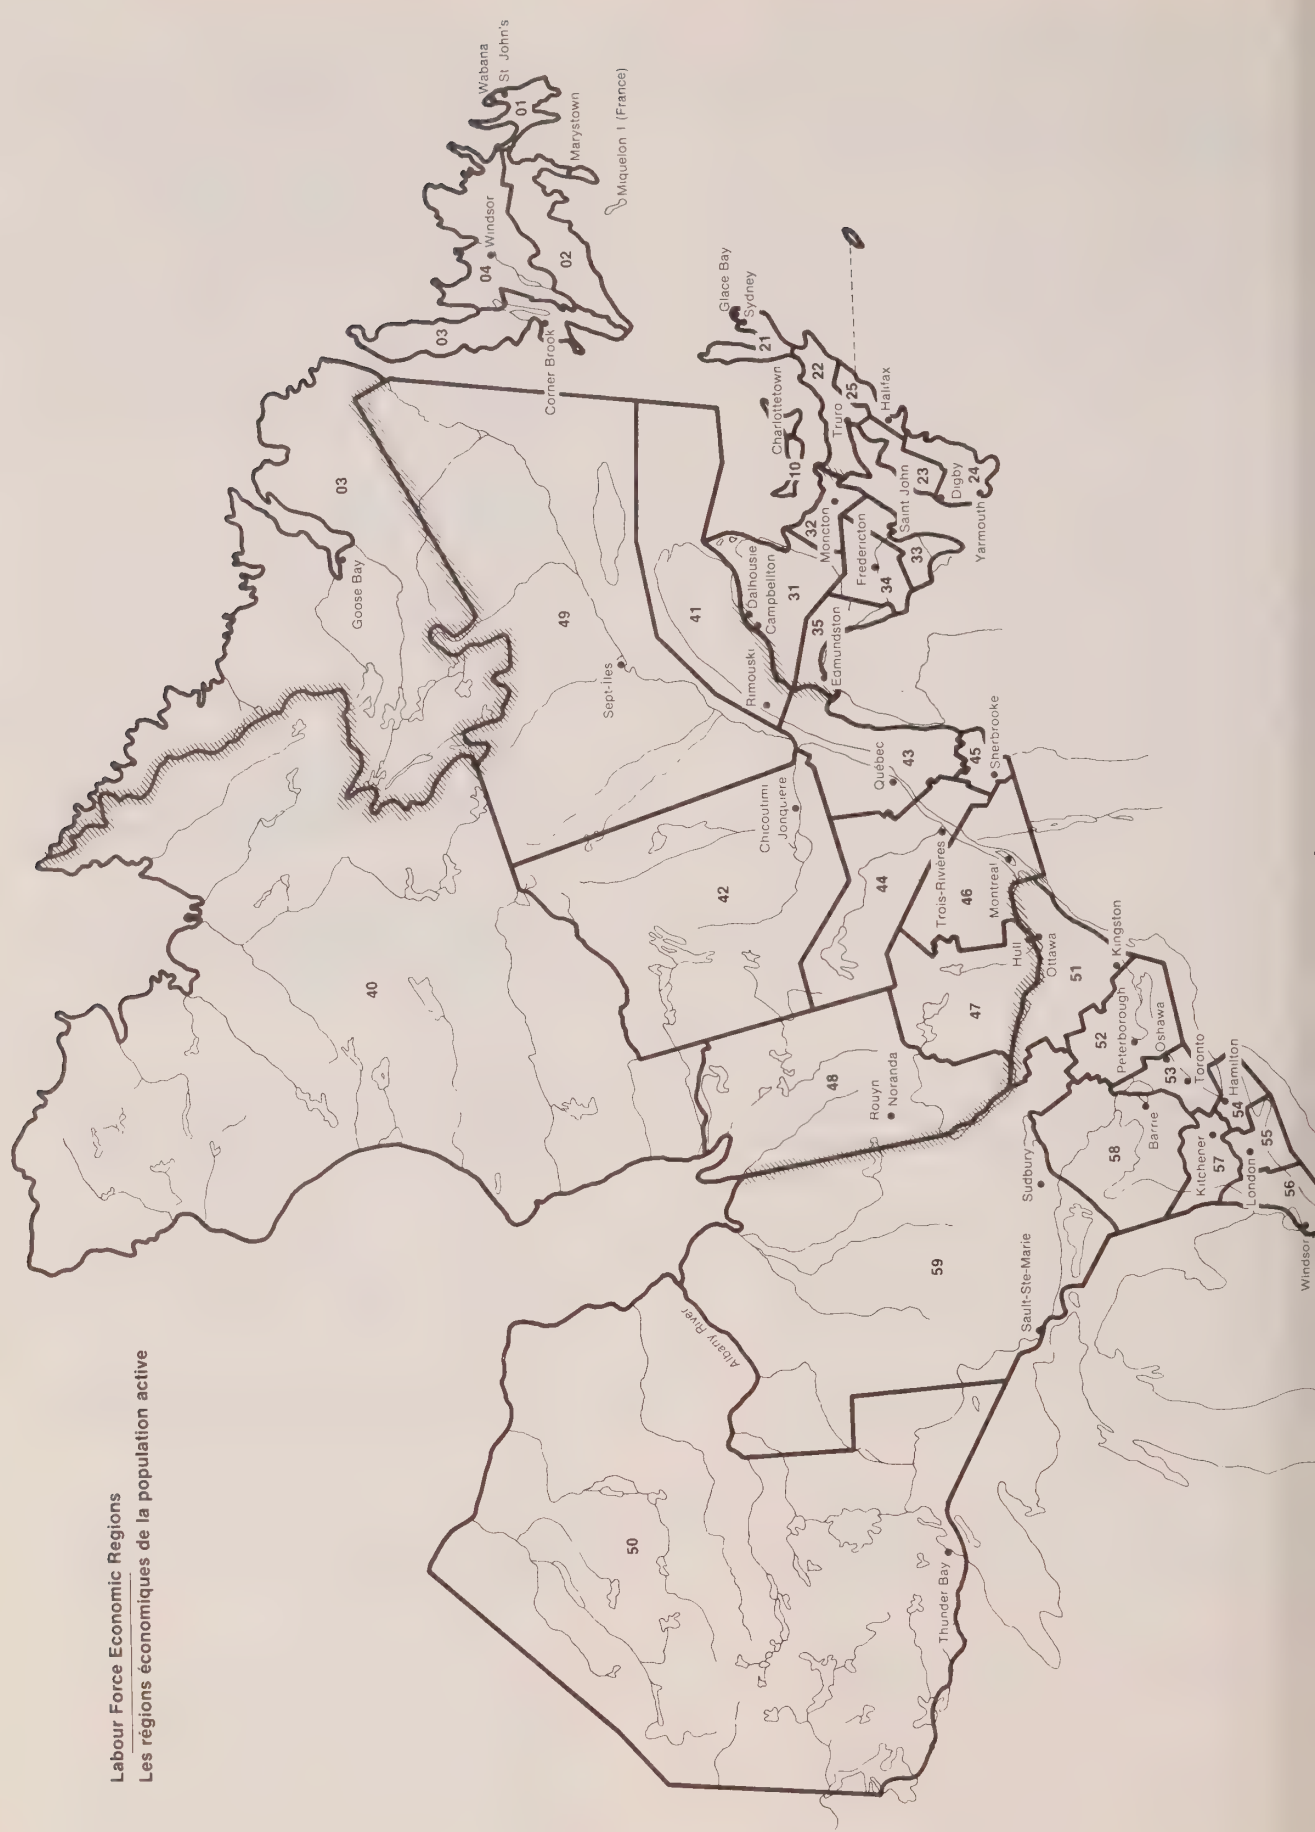 Labour Force Economic Regions
Les régions économiques de la population active
50
Thunder Bay
Albany River
59
Sault-Ste-Marie
Sudbury
58
Barrie
Kitchener
57
London
56
Windsor
55
54
Hamilton
Toronto
53
Oshawa
Peterborough
52
Kingston
51
Ottawa
Hull
40
48
Rouyn
Noranda
47
42
44
46
Montreal
Trois-Rivières
Chicoutimi
Jonquière
Québec
43
45
Sherbrooke
49
Sept-Îles
41
Rimouski
Dalhousie
Campbellton
31
35
Edmundston
32
Moncton
Fredericton
34
33
Saint John
10
Charlottetown
Truro
23
Digby
24
Yarmouth
22
25
Halifax
21
Glace Bay
Sydney
03
Goose Bay
03
Corner Brook
04
Windsor
02
01
Wabana
St John's
Marystown
Miquelon I (France)